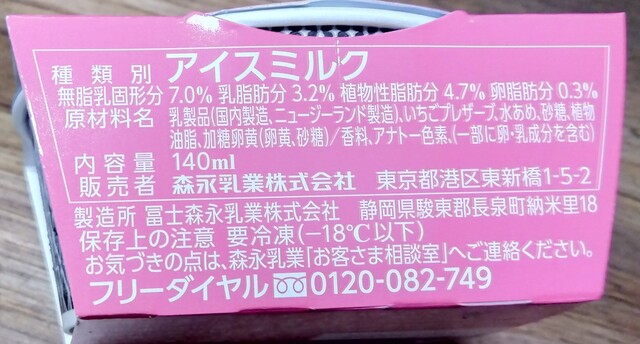 種類別 アイスミルク
無脂乳固形分 7.0% 乳脂肪分 3.2% 植物性脂肪分 4.7% 卵脂肪分 0.3%
原材料名 乳製品(国内製造、ニュージーランド製造)、いちごプレザーブ、水あめ、砂糖、植物
油脂、加糖卵黄(卵黄、砂糖)/香料、アナトー色素、(一部に卵・乳成分を含む)
内容量 140ml
販売者 森永乳業株式会社 東京都港区東新橋1-5-2
製造所 冨士森永乳業株式会社 静岡県駿東郡長泉町納米里18
保存上の注意 要冷凍(−18℃以下)
お気づきの点は、森永乳業「お客さま相談室」へご連絡ください。
フリーダイヤル 0120-082-749